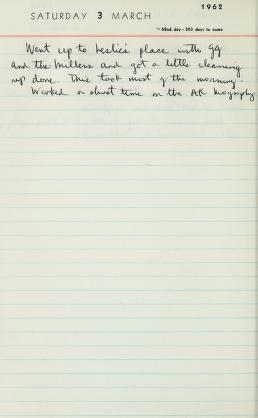 1962
SATURDAY 3 MARCH
62nd day - 303 days to come
Went up to Leslie's place with GG
and the Millers and got a little cleaning
up done. This took most of the morning.
Worked a short time on the AK biography